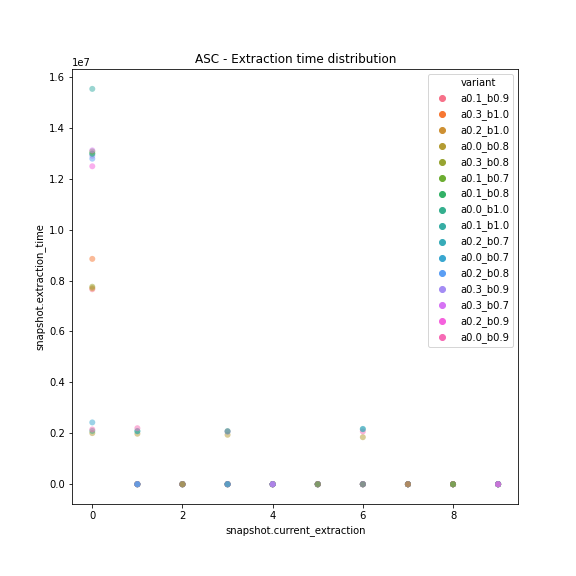 ASC - Extraction time distribution
1e7
1.6
1.4
1.2
1.0
0.8
0.6
0.4
0.2
0.0
snapshot.extraction_time
0 2 4 6 8
snapshot.current_extraction
variant
a0.1_b0.9
a0.3_b1.0
a0.2_b1.0
a0.0_b0.8
a0.3_b0.8
a0.1_b0.7
a0.1_b0.8
a0.0_b1.0
a0.1_b1.0
a0.2_b0.7
a0.0_b0.7
a0.2_b0.8
a0.3_b0.9
a0.3_b0.7
a0.2_b0.9
a0.0_b0.9